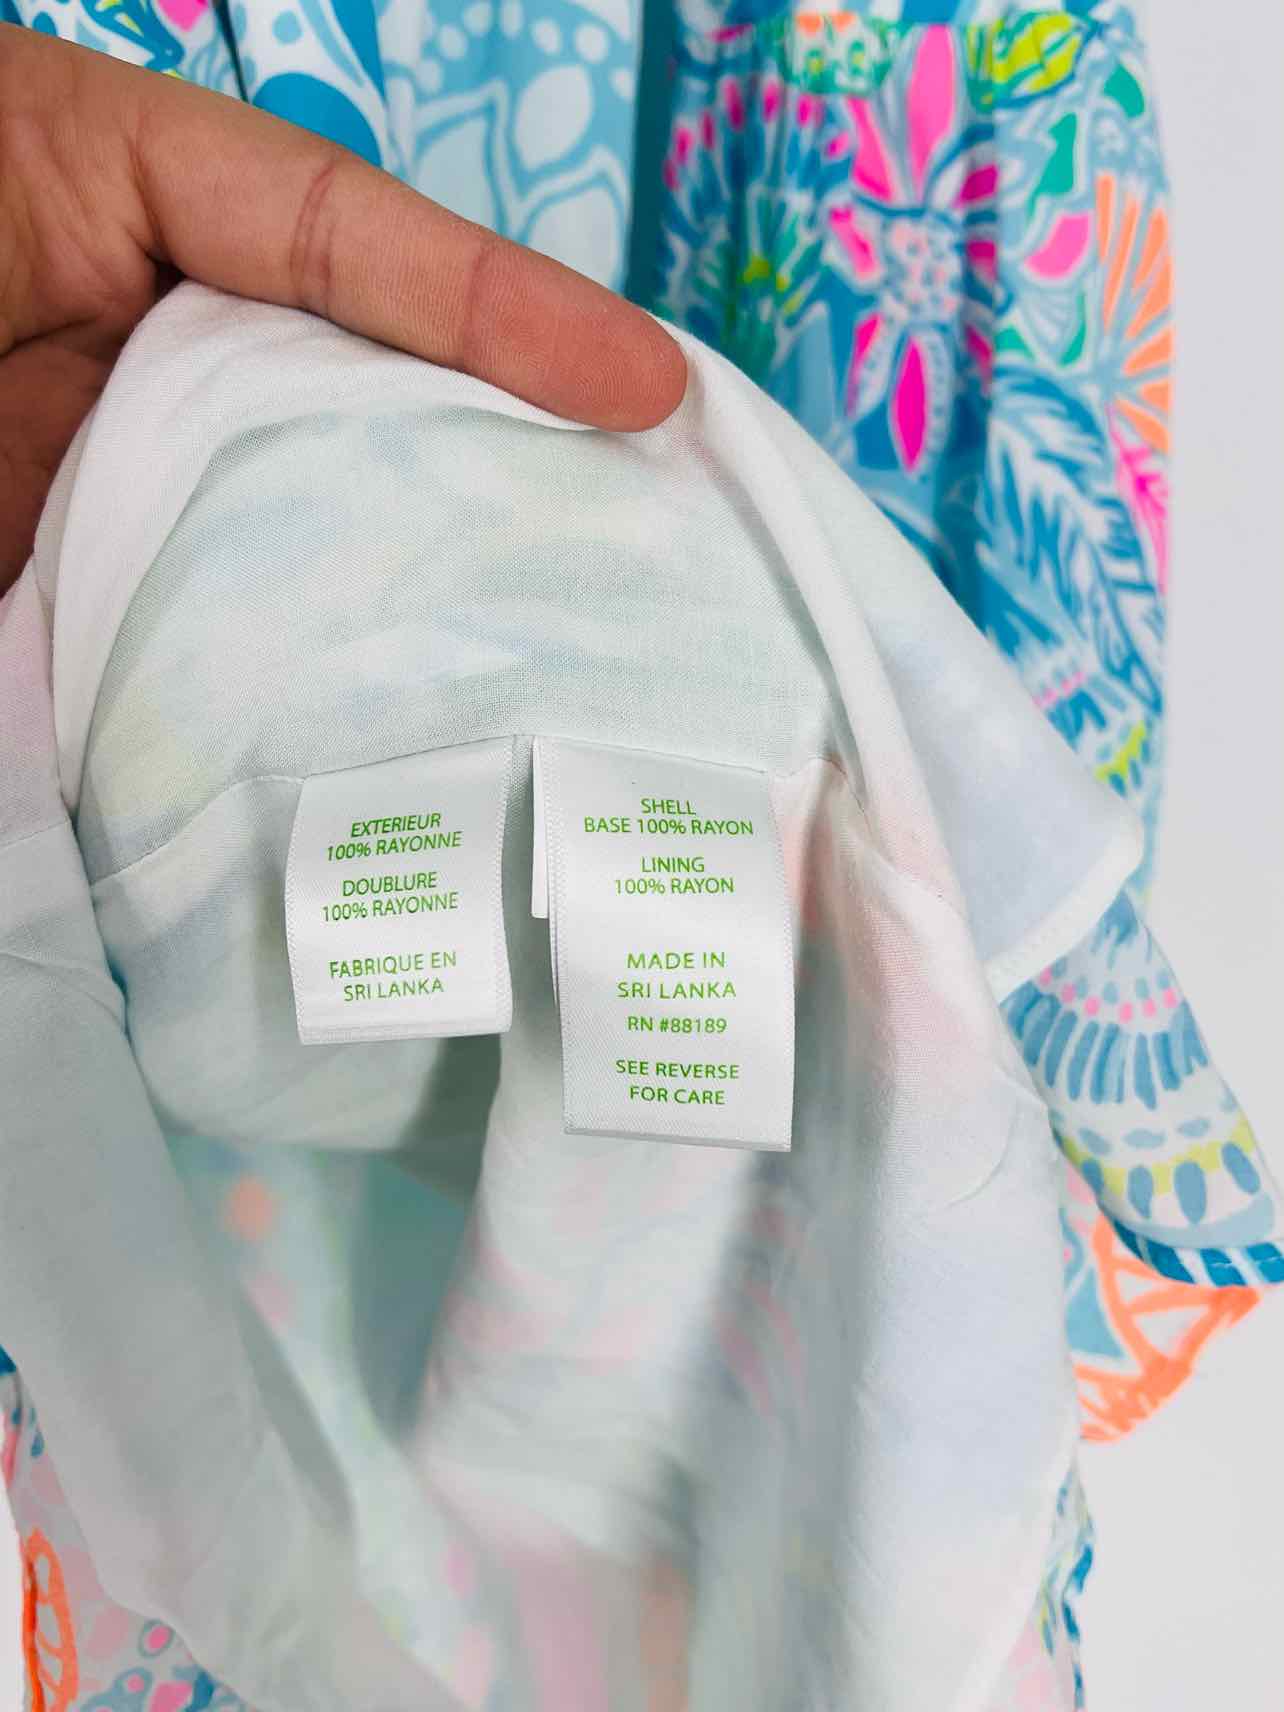 EXTERIEUR
100% RAYONNE
DOUBLURE
100% RAYONNE
FABRIQUE EN
SRI LANKA
SHELL
BASE 100% RAYON
LINING
100% RAYON
MADE IN
SRI LANKA
RN #88189
SEE REVERSE
FOR CARE